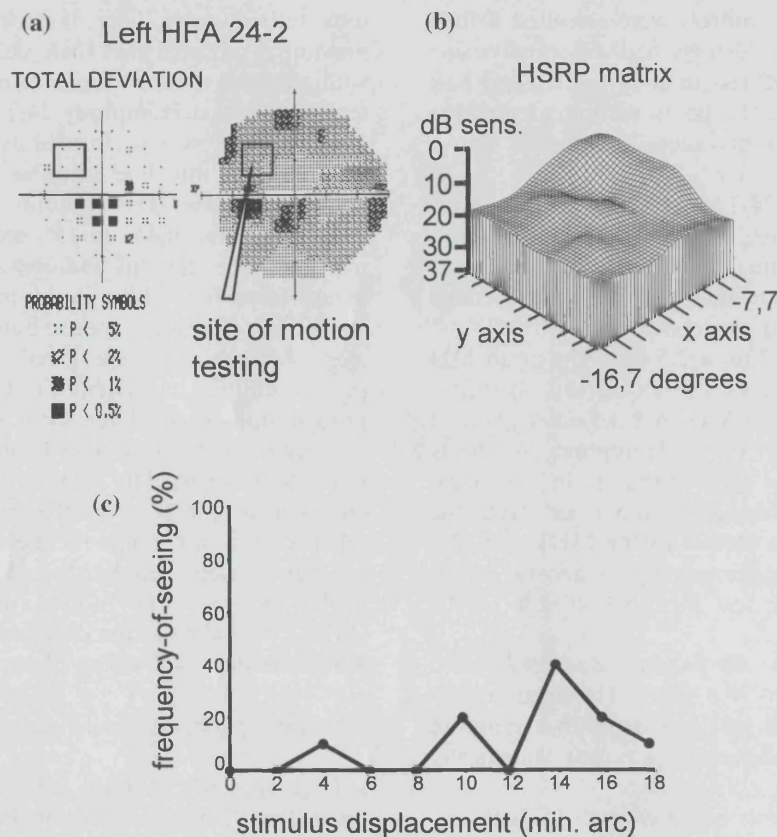 (a)
Left HFA 24-2
TOTAL DEVIATION
PROBABILITY SYMBOLS
:: P < 5%
P < 2%
P < 1%
■ P < 0.5%
site of motion
testing
(b)
HSRP matrix
dB sens.
0
10
20
30
37
y axis
x axis
-7,7
-16,7 degrees
(c)
frequency-of-seeing (%)
100
80
60
40
20
0
0 2 4 6 8 10 12 14 16 18
stimulus displacement (min. arc)